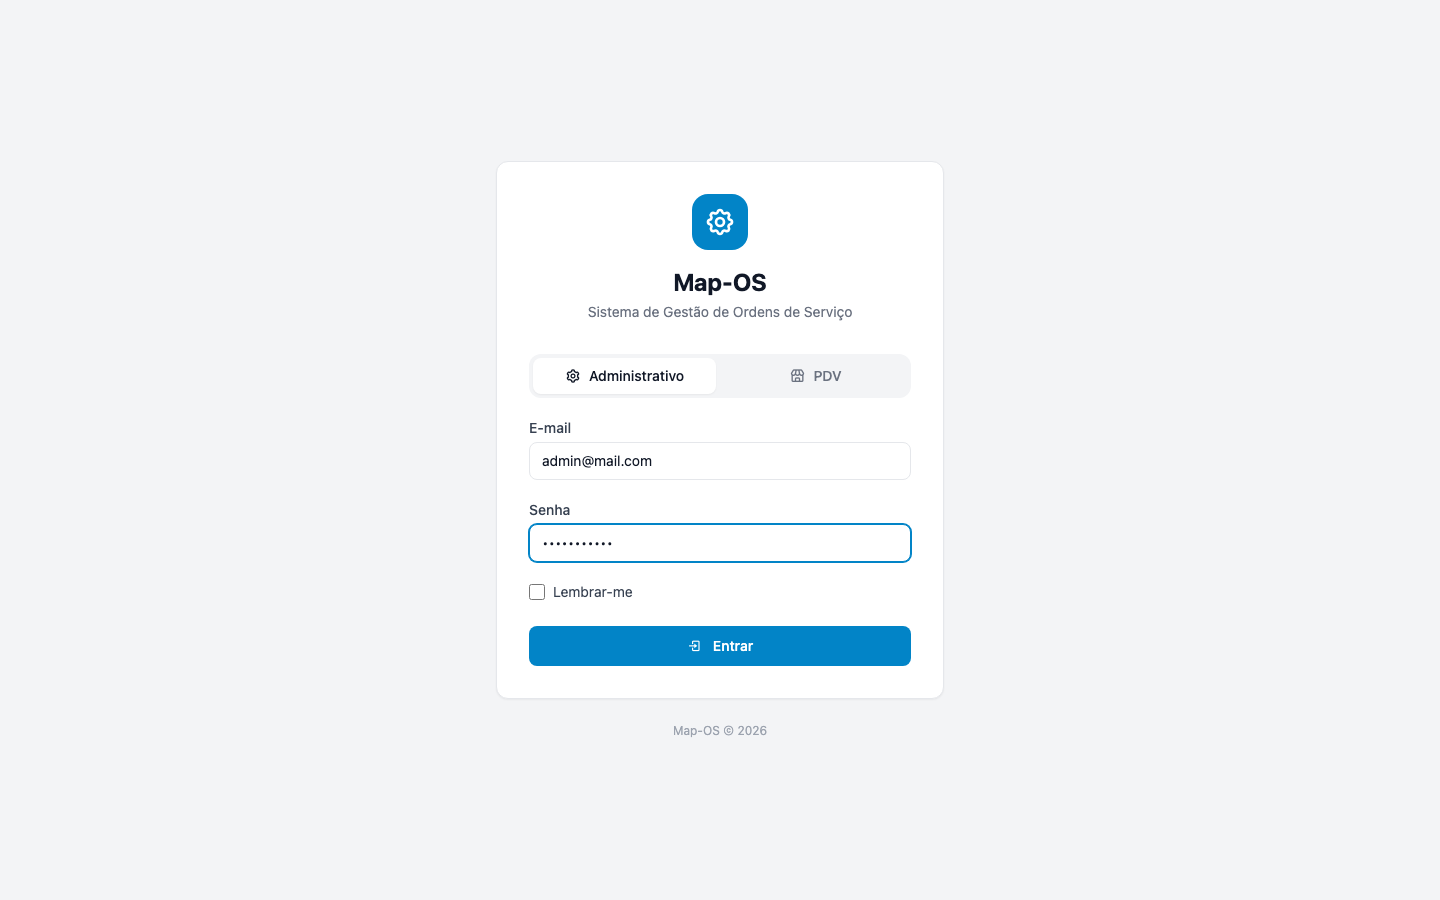 Map-OS
Sistema de Gestão de Ordens de Serviço
Administrativo
PDV
E-mail
admin@mail.com
Senha
•••••••••••
Lembrar-me
Entrar
Map-OS © 2026